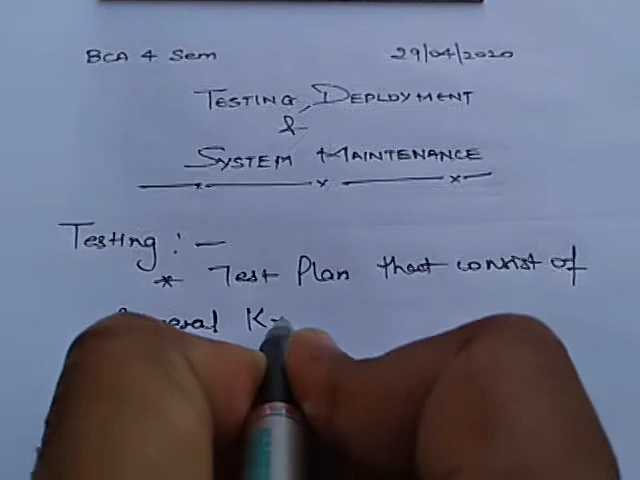 BCA 4 Sem 29/04/2020
TESTING, DEPLOYMENT
&
SYSTEM MAINTENANCE
Testing :-
* Test Plan that consist of